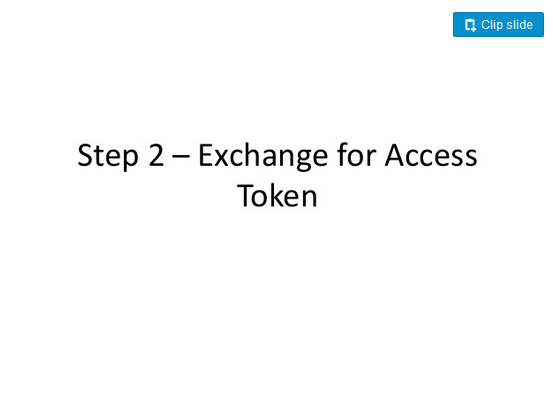 Clip slide
Step 2 – Exchange for Access
Token